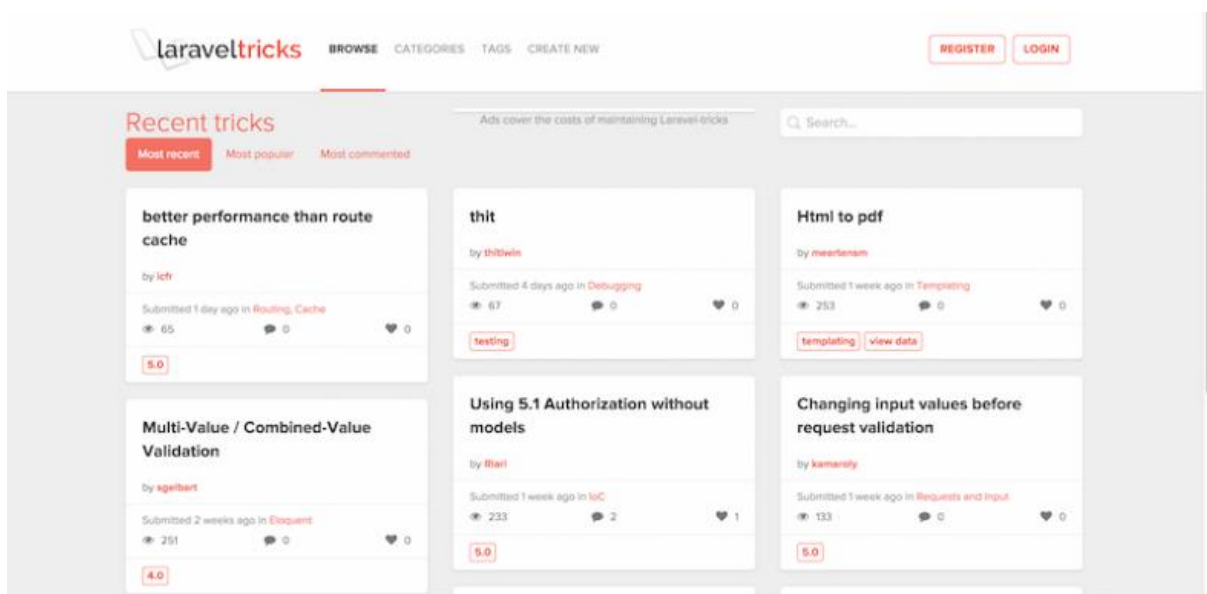 laraveltricks BROWSE CATEGORIES TAGS CREATE NEW REGISTER LOGIN
Recent tricks
Ads cover the costs of maintaining Laravel-tricks
Search...
Most recent Most popular Most commented
better performance than route
cache
by
Submitted 1 day ago in Routing, Cache
65 0 0
5.0
Multi-Value / Combined-Value
Validation
by sgelbart
Submitted 2 weeks ago in Eloquent
251 0 0
4.0
thit
by thitiwin
Submitted 4 days ago in Debugging
67 0 0
testing
Using 5.1 Authorization without
models
by
Submitted 1 week ago in IoC
233 2 1
5.0
Html to pdf
by meertensm
Submitted 1 week ago in Templating
253 0 0
templating view data
Changing input values before
request validation
by kamaroly
Submitted 1 week ago in Requests and Input
133 0 0
5.0